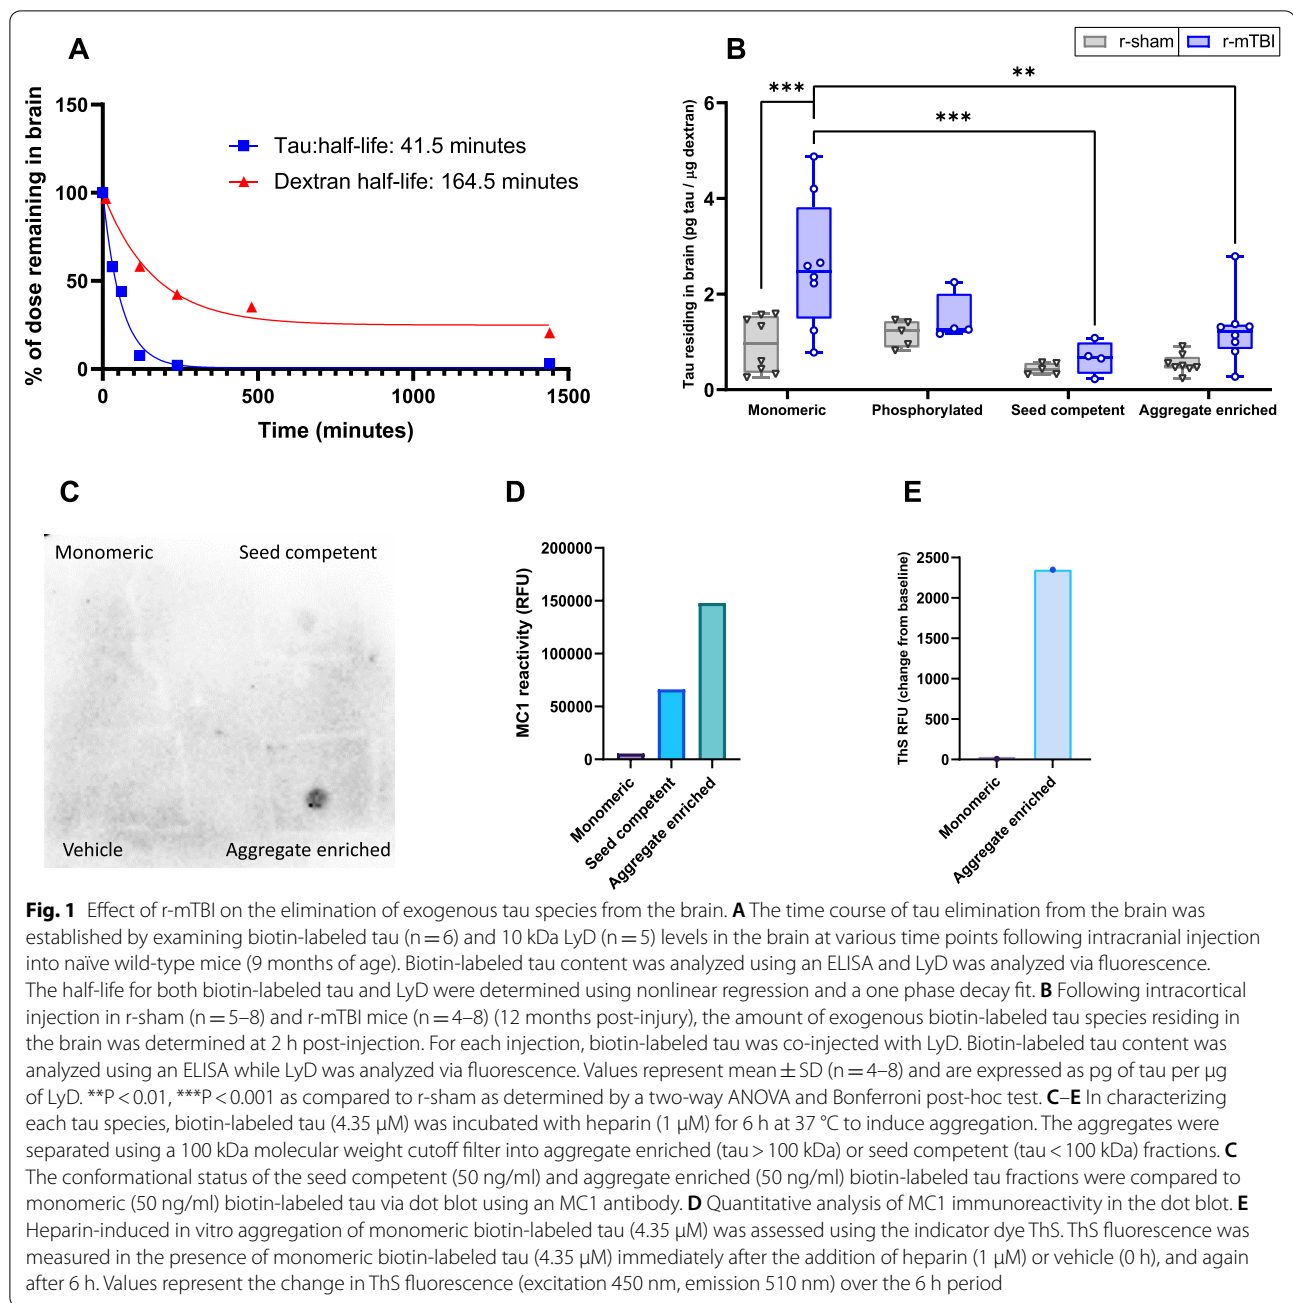 A
% of dose remaining in brain
150
100
50
0
0
500
1000
1500
Time (minutes)
Tau:half-life: 41.5 minutes
Dextran half-life: 164.5 minutes
B
r-sham
r-mTBI
Tau residing in brain (pg tau / μg dextran)
6
4
2
0
***
**
***
Monomeric
Phosphorylated
Seed competent
Aggregate enriched
C
Monomeric
Seed competent
Vehicle
Aggregate enriched
D
MC1 reactivity (RFU)
200000
150000
100000
50000
0
Monomeric
Seed competent
Aggregate enriched
E
ThS RFU (change from baseline)
2500
2000
1500
1000
500
0
Monomeric
Aggregate enriched
Fig. 1 Effect of r-mTBI on the elimination of exogenous tau species from the brain. A The time course of tau elimination from the brain was
established by examining biotin-labeled tau (n = 6) and 10 kDa LyD (n = 5) levels in the brain at various time points following intracranial injection
into naïve wild-type mice (9 months of age). Biotin-labeled tau content was analyzed using an ELISA and LyD was analyzed via fluorescence.
The half-life for both biotin-labeled tau and LyD were determined using nonlinear regression and a one phase decay fit. B Following intracortical
injection in r-sham (n = 5–8) and r-mTBI mice (n = 4–8) (12 months post-injury), the amount of exogenous biotin-labeled tau species residing in
the brain was determined at 2 h post-injection. For each injection, biotin-labeled tau was co-injected with LyD. Biotin-labeled tau content was
analyzed using an ELISA while LyD was analyzed via fluorescence. Values represent mean ± SD (n = 4–8) and are expressed as pg of tau per μg
of LyD. **P < 0.01, ***P < 0.001 as compared to r-sham as determined by a two-way ANOVA and Bonferroni post-hoc test. C–E In characterizing
each tau species, biotin-labeled tau (4.35 μM) was incubated with heparin (1 μM) for 6 h at 37 °C to induce aggregation. The aggregates were
separated using a 100 kDa molecular weight cutoff filter into aggregate enriched (tau > 100 kDa) or seed competent (tau < 100 kDa) fractions. C
The conformational status of the seed competent (50 ng/ml) and aggregate enriched (50 ng/ml) biotin-labeled tau fractions were compared to
monomeric (50 ng/ml) biotin-labeled tau via dot blot using an MC1 antibody. D Quantitative analysis of MC1 immunoreactivity in the dot blot. E
Heparin-induced in vitro aggregation of monomeric biotin-labeled tau (4.35 μM) was assessed using the indicator dye ThS. ThS fluorescence was
measured in the presence of monomeric biotin-labeled tau (4.35 μM) immediately after the addition of heparin (1 μM) or vehicle (0 h), and again
after 6 h. Values represent the change in ThS fluorescence (excitation 450 nm, emission 510 nm) over the 6 h period